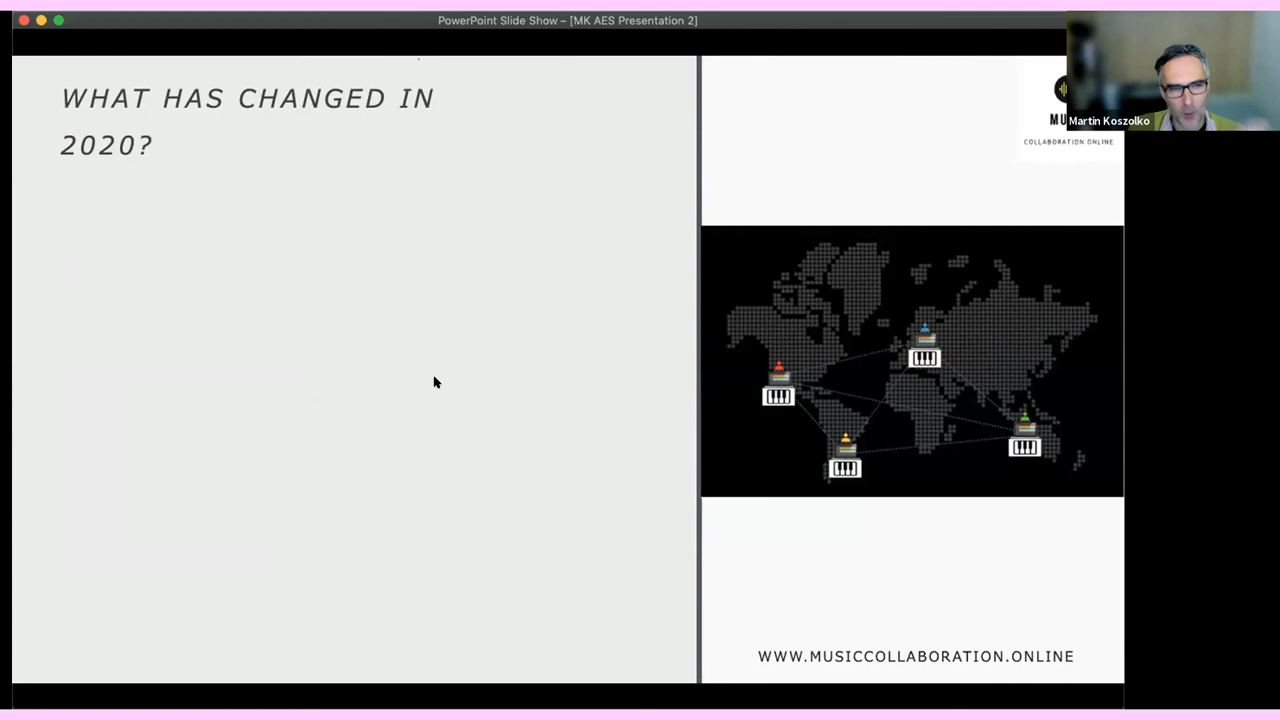 PowerPoint Slide Show – [MK AES Presentation 2]
WHAT HAS CHANGED IN
2020?
Martin Koszolko
COLLABORATION ONLINE
WWW.MUSICCOLLABORATION.ONLINE